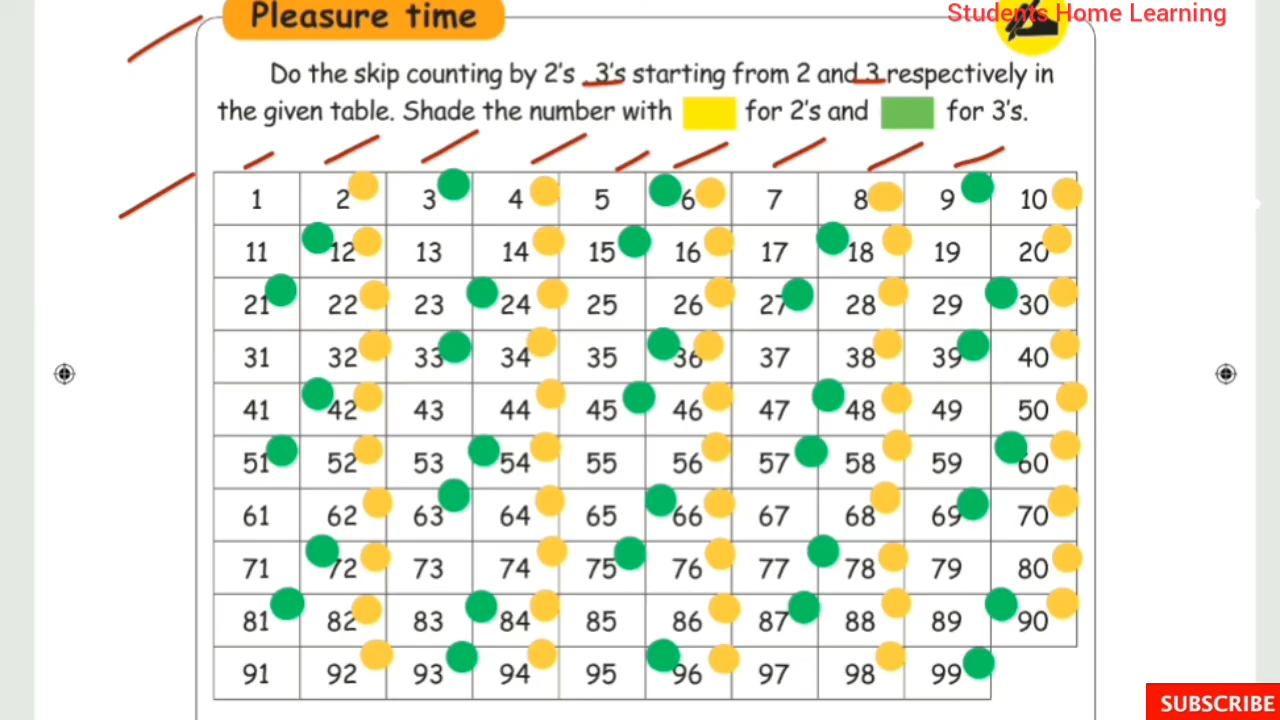 Pleasure time
Students Home Learning
Do the skip counting by 2's , 3's starting from 2 and 3 respectively in
the given table. Shade the number with for 2's and for 3's.
1 2 3 4 5 6 7 8 9 10
11 12 13 14 15 16 17 18 19 20
21 22 23 24 25 26 27 28 29 30
31 32 33 34 35 36 37 38 39 40
41 42 43 44 45 46 47 48 49 50
51 52 53 54 55 56 57 58 59 60
61 62 63 64 65 66 67 68 69 70
71 72 73 74 75 76 77 78 79 80
81 82 83 84 85 86 87 88 89 90
91 92 93 94 95 96 97 98 99
SUBSCRIBE